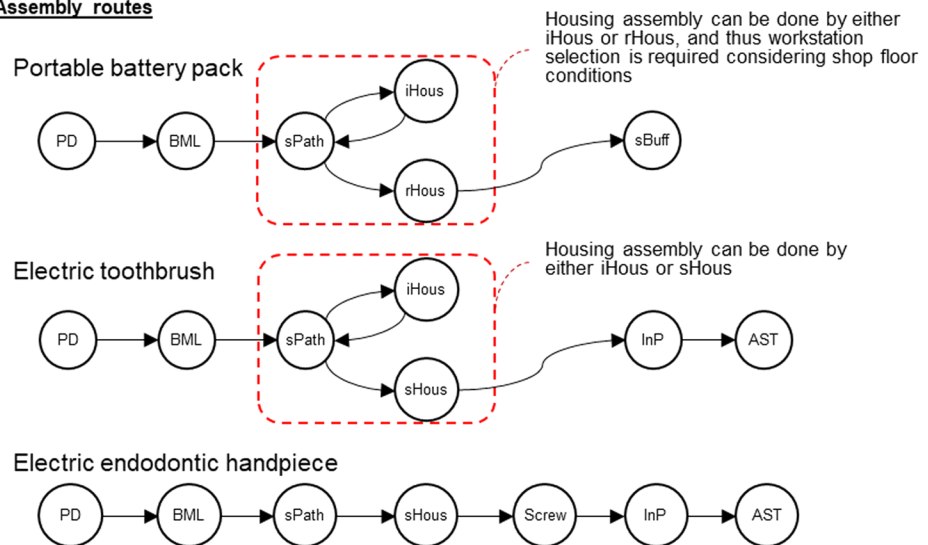 Assembly routes
Housing assembly can be done by either
iHous or rHous, and thus workstation
selection is required considering shop floor
conditions
Portable battery pack
iHous
PD
BML
sPath
sBuff
rHous
Housing assembly can be done by
either iHous or sHous
Electric toothbrush
iHous
PD
BML
sPath
InP
AST
sHous
Electric endodontic handpiece
PD
BML
sPath
sHous
Screw
InP
AST